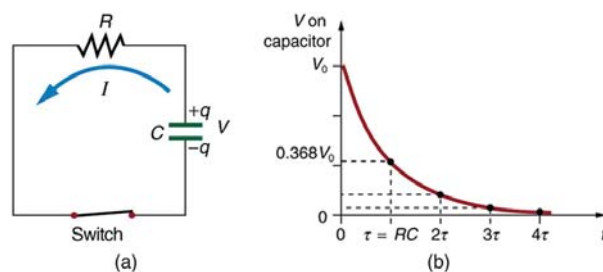 R
I
+q
C
V
−q
Switch
(a)
V on
capacitor
V₀
0.368V₀
0
0
τ = RC
2τ
3τ
4τ
t
(b)